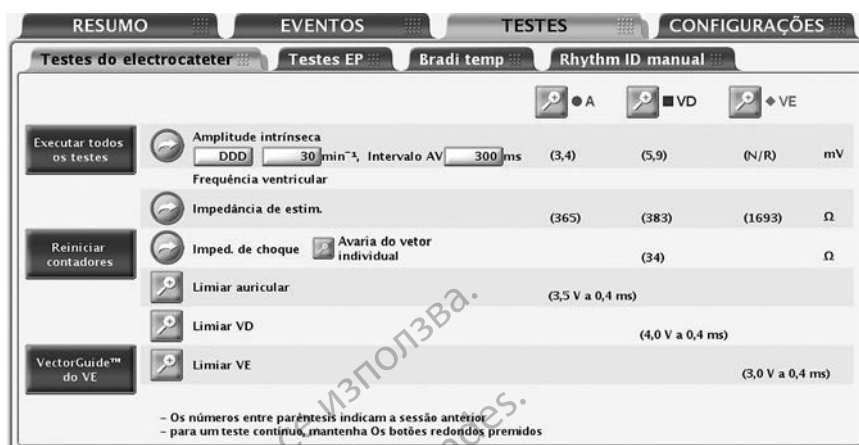 RESUMO EVENTOS TESTES CONFIGURAÇÕES
Testes do electrocateter Testes EP Bradi temp Rhythm ID manual
A VD VE
Executar todos os testes
Amplitude intrínseca
DDD 30 min⁻¹, Intervalo AV 300 ms (3,4) (5,9) (N/R) mV
Frequência ventricular
Impedância de estim. (365) (383) (1693) Ω
Reiniciar contadores
Imped. de choque Avaria do vetor individual (34) Ω
Limiar auricular (3,5 V a 0,4 ms)
Limiar VD (4,0 V a 0,4 ms)
VectorGuide™ do VE
Limiar VE (3,0 V a 0,4 ms)
– Os números entre parêntesis indicam a sessão anterior
– para um teste contínuo, mantenha Os botões redondos premidos
се използва.